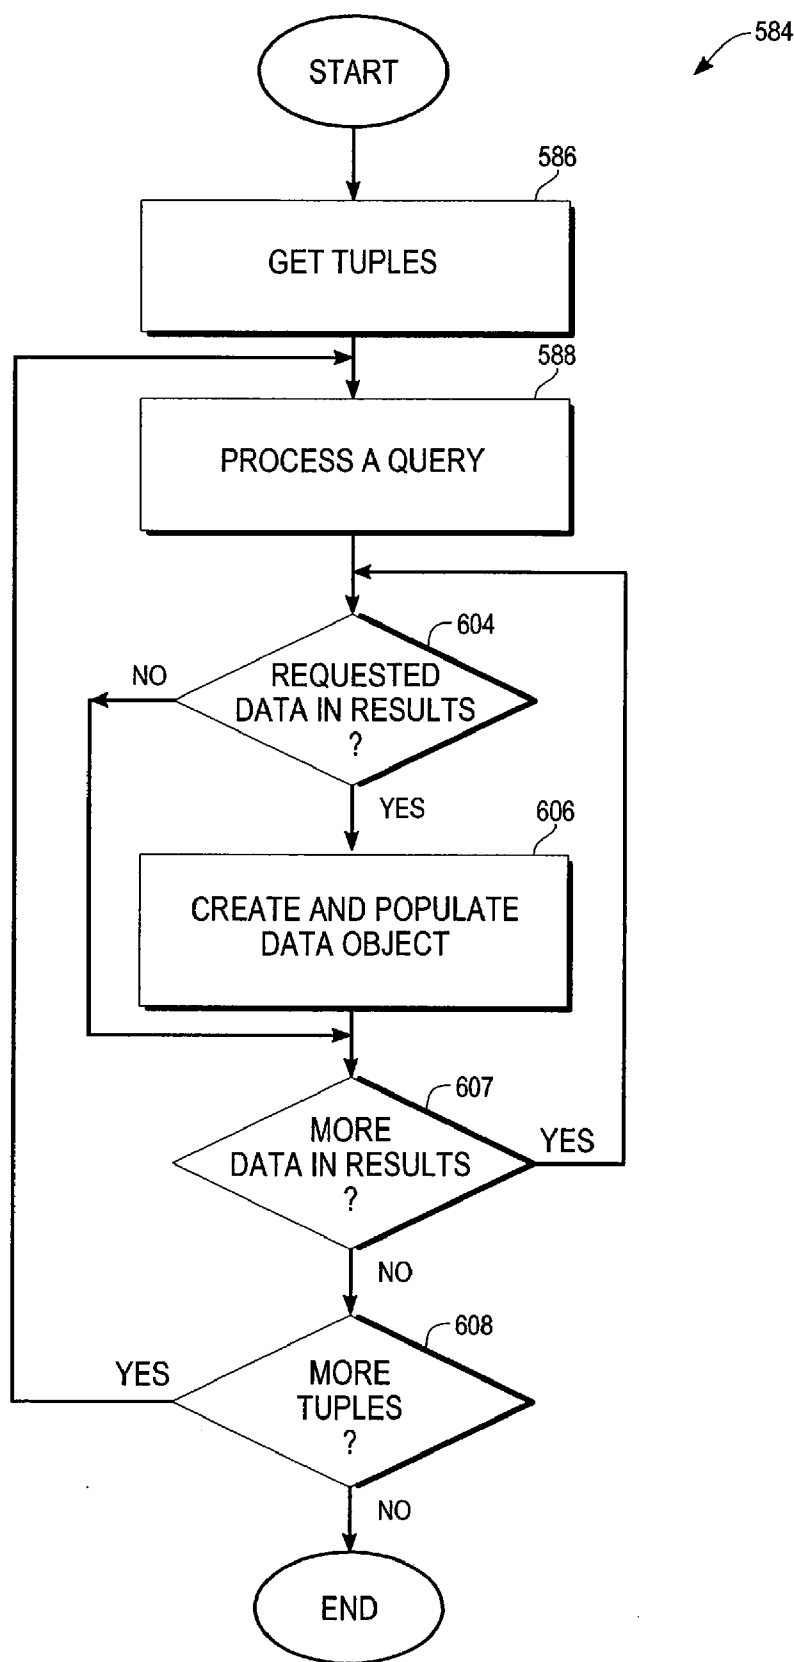 584
START
586
GET TUPLES
588
PROCESS A QUERY
604
REQUESTED
DATA IN RESULTS
?
NO
YES
606
CREATE AND POPULATE
DATA OBJECT
607
MORE
DATA IN RESULTS
?
YES
NO
608
MORE
TUPLES
?
YES
NO
END